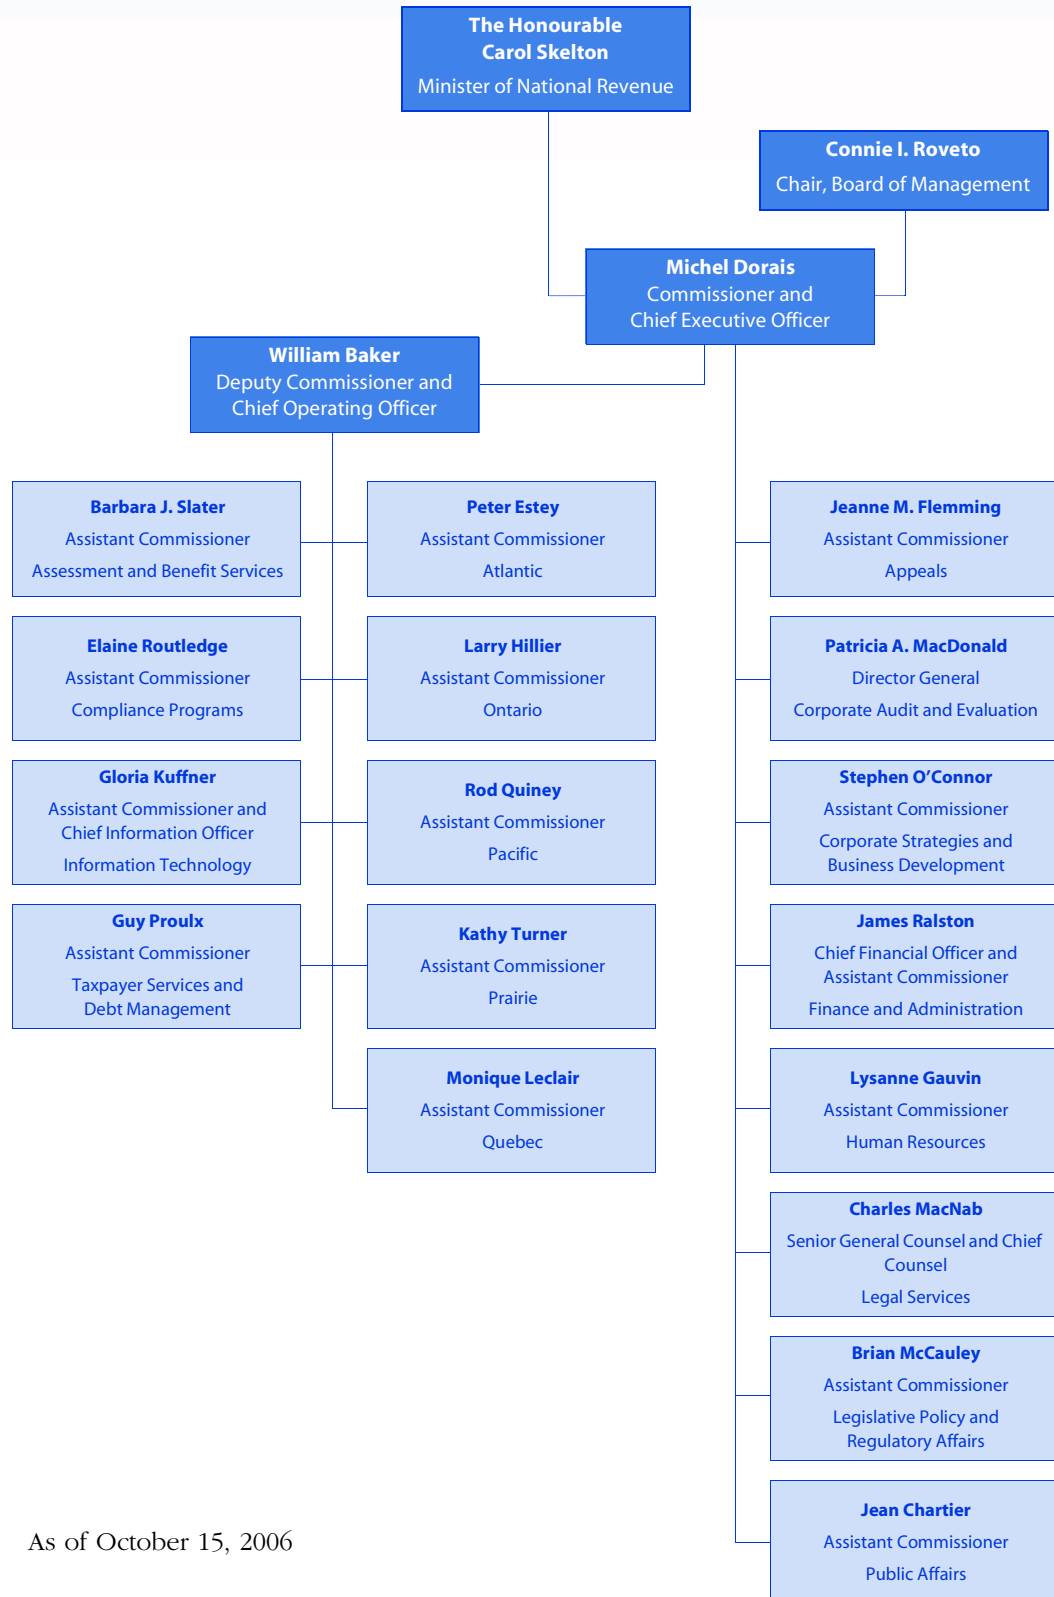 The Honourable
Carol Skelton
Minister of National Revenue
Connie I. Roveto
Chair, Board of Management
Michel Dorais
Commissioner and
Chief Executive Officer
William Baker
Deputy Commissioner and
Chief Operating Officer
Barbara J. Slater
Assistant Commissioner
Assessment and Benefit Services
Peter Estey
Assistant Commissioner
Atlantic
Jeanne M. Flemming
Assistant Commissioner
Appeals
Elaine Routledge
Assistant Commissioner
Compliance Programs
Larry Hillier
Assistant Commissioner
Ontario
Patricia A. MacDonald
Director General
Corporate Audit and Evaluation
Gloria Kuffner
Assistant Commissioner and
Chief Information Officer
Information Technology
Rod Quiney
Assistant Commissioner
Pacific
Stephen O’Connor
Assistant Commissioner
Corporate Strategies and
Business Development
Guy Proulx
Assistant Commissioner
Taxpayer Services and
Debt Management
Kathy Turner
Assistant Commissioner
Prairie
James Ralston
Chief Financial Officer and
Assistant Commissioner
Finance and Administration
Monique Leclair
Assistant Commissioner
Quebec
Lysanne Gauvin
Assistant Commissioner
Human Resources
Charles MacNab
Senior General Counsel and Chief
Counsel
Legal Services
Brian McCauley
Assistant Commissioner
Legislative Policy and
Regulatory Affairs
Jean Chartier
Assistant Commissioner
Public Affairs
As of October 15, 2006